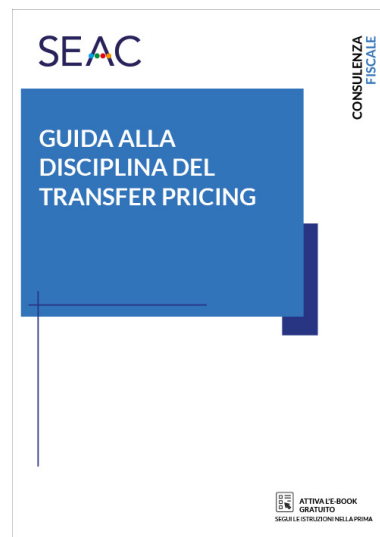 SEAC
CONSULENZA
FISCALE
GUIDA ALLA
DISCIPLINA DEL
TRANSFER PRICING
ATTIVA L'E-BOOK
GRATUITO
SEGUI LE ISTRUZIONI NELLA PRIMA